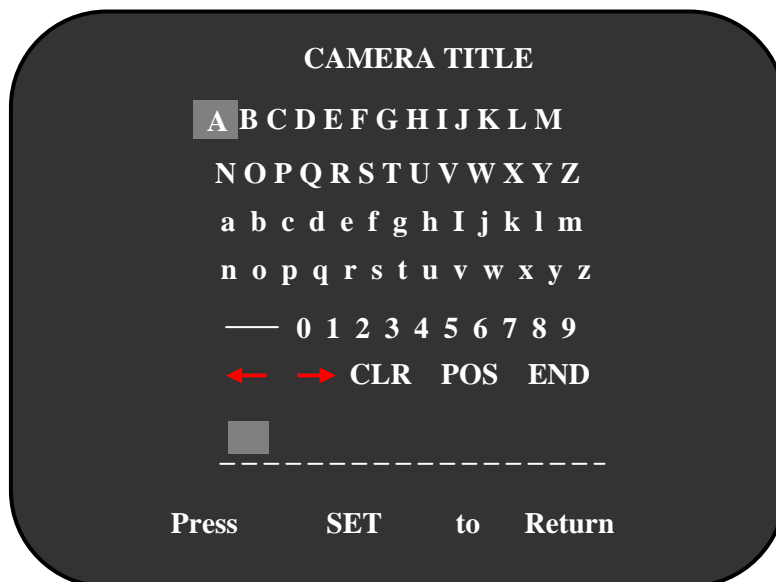 CAMERA TITLE
A B C D E F G H I J K L M
N O P Q R S T U V W X Y Z
a b c d e f g h I j k l m
n o p q r s t u v w x y z
— 0 1 2 3 4 5 6 7 8 9
← → CLR POS END
Press SET to Return